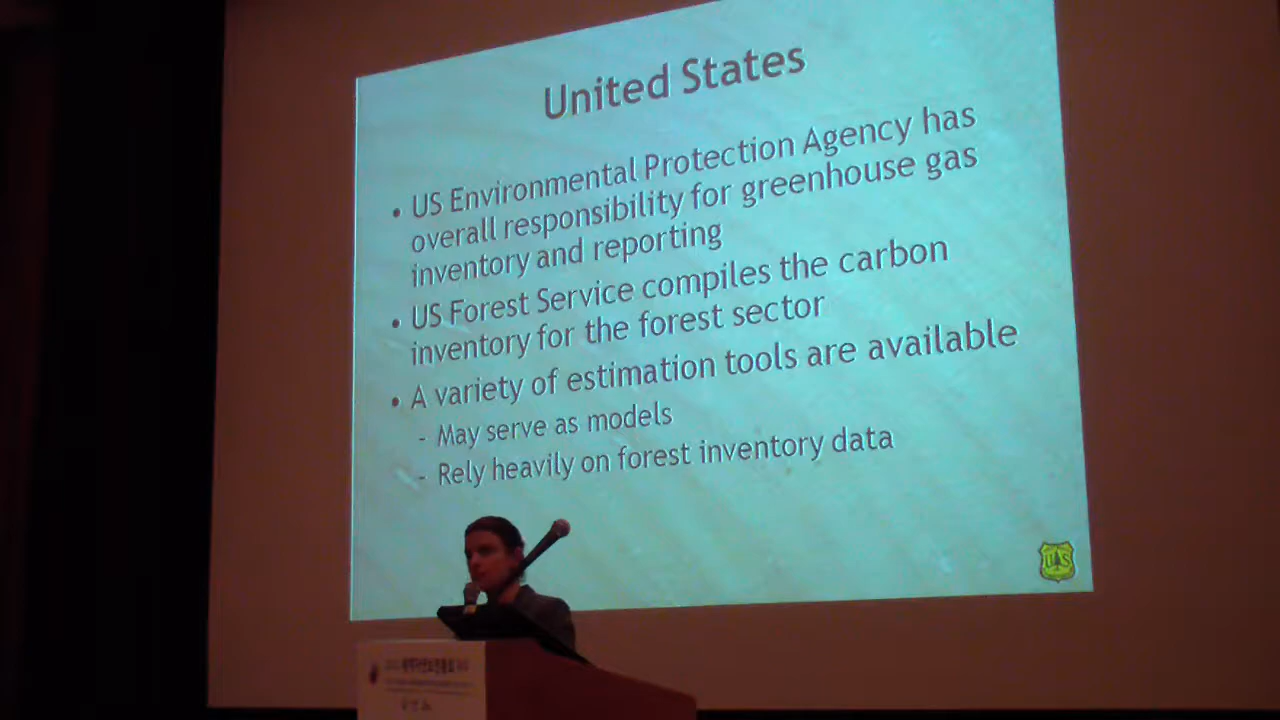 United States
• US Environmental Protection Agency has
overall responsibility for greenhouse gas
inventory and reporting
• US Forest Service compiles the carbon
inventory for the forest sector
• A variety of estimation tools are available
- May serve as models
- Rely heavily on forest inventory data
US